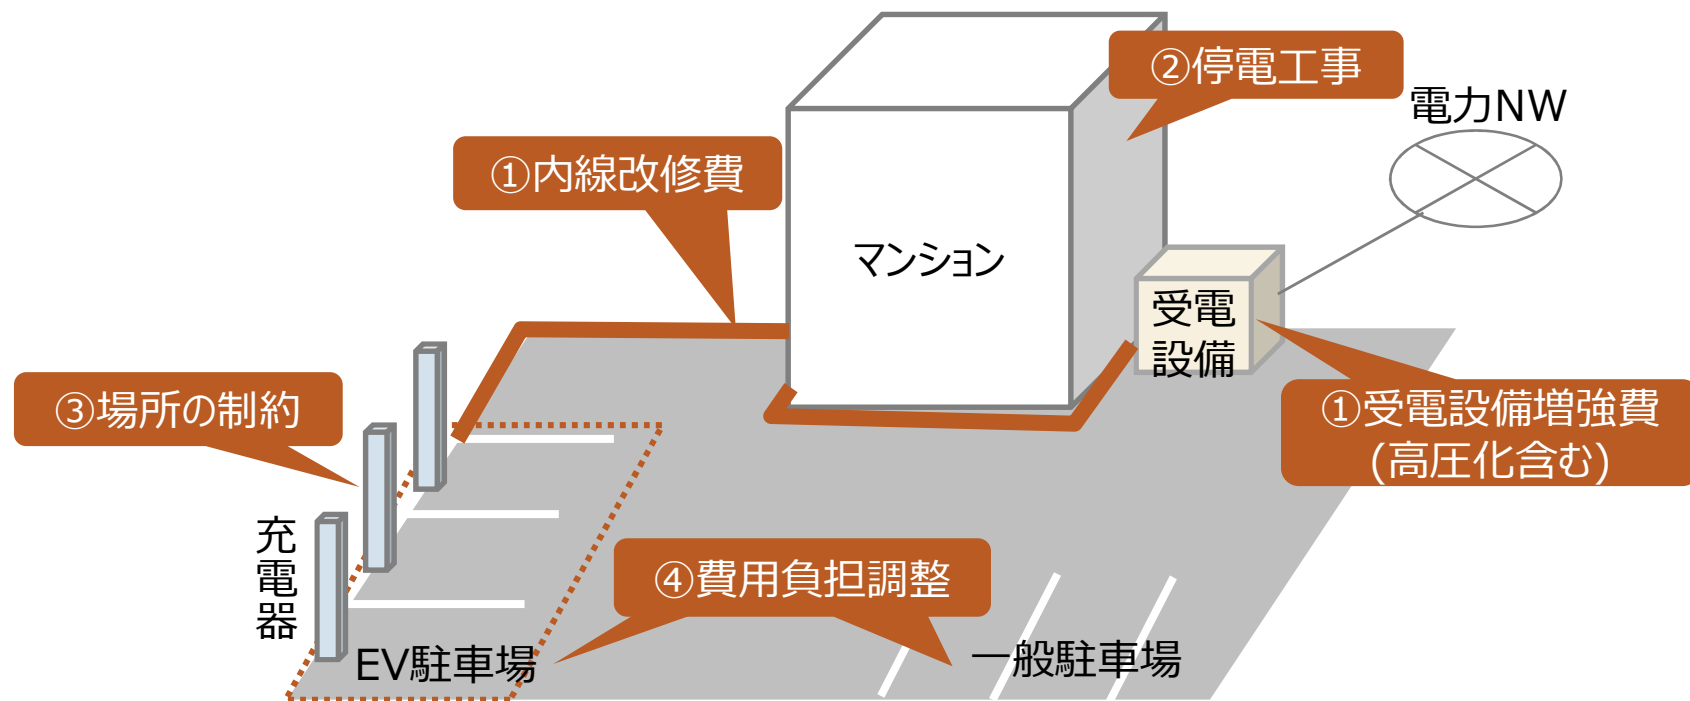 ②停電工事
電力NW
①内線改修費
マンション
受電
設備
③場所の制約
①受電設備増強費
(高圧化含む)
充電器
④費用負担調整
EV駐車場
一般駐車場